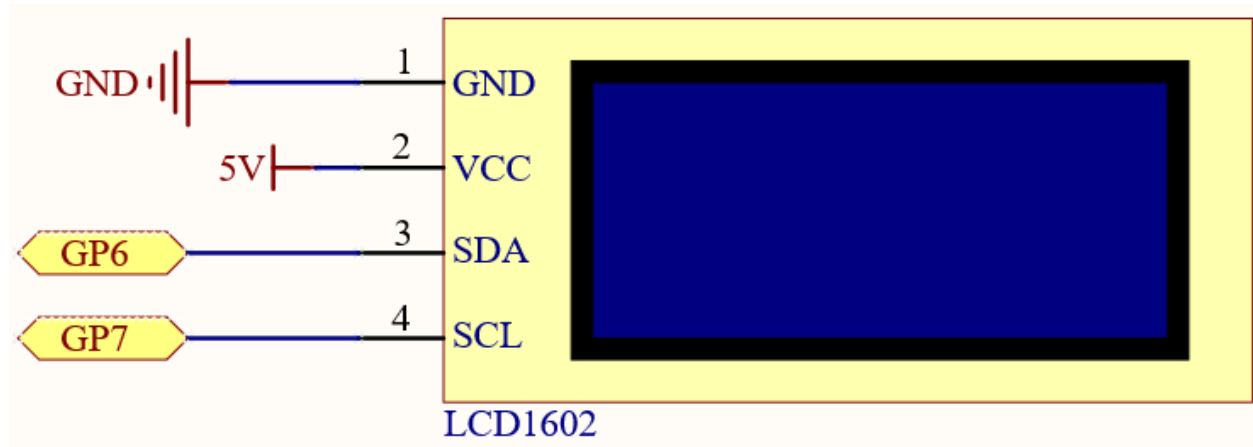 GND 1 GND
5V 2 VCC
GP6 3 SDA
GP7 4 SCL
LCD1602